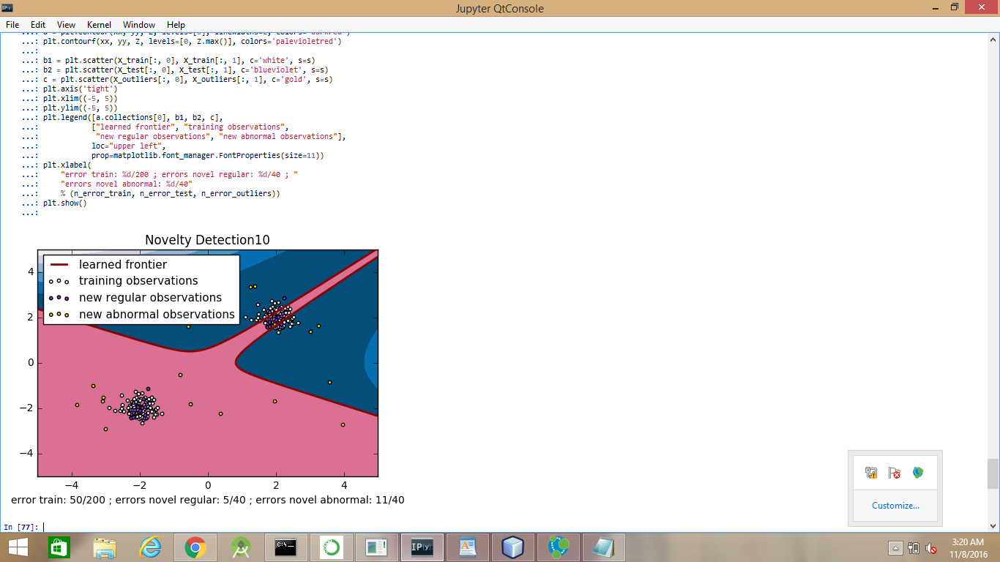 Jupyter QtConsole
File Edit View Kernel Window Help
...: plt.contourf(xx, yy, Z, levels=[0, Z.max()], colors='palevioletred')
...:
...: b1 = plt.scatter(X_train[:, 0], X_train[:, 1], c='white', s=s)
...: b2 = plt.scatter(X_test[:, 0], X_test[:, 1], c='blueviolet', s=s)
...: c = plt.scatter(X_outliers[:, 0], X_outliers[:, 1], c='gold', s=s)
...: plt.axis('tight')
...: plt.xlim((-5, 5))
...: plt.ylim((-5, 5))
...: plt.legend([a.collections[0], b1, b2, c],
...: ["learned frontier", "training observations",
...: "new regular observations", "new abnormal observations"],
...: loc="upper left",
...: prop=matplotlib.font_manager.FontProperties(size=11))
...: plt.xlabel(
...: "error train: %d/200 ; errors novel regular: %d/40 ; "
...: "errors novel abnormal: %d/40"
...: % (n_error_train, n_error_test, n_error_outliers))
...: plt.show()
...:
Novelty Detection10
learned frontier
training observations
new regular observations
new abnormal observations
4
2
0
−2
−4
−4 −2 0 2 4
error train: 50/200 ; errors novel regular: 5/40 ; errors novel abnormal: 11/40
In [77]:
Customize...
3:20 AM
11/8/2016